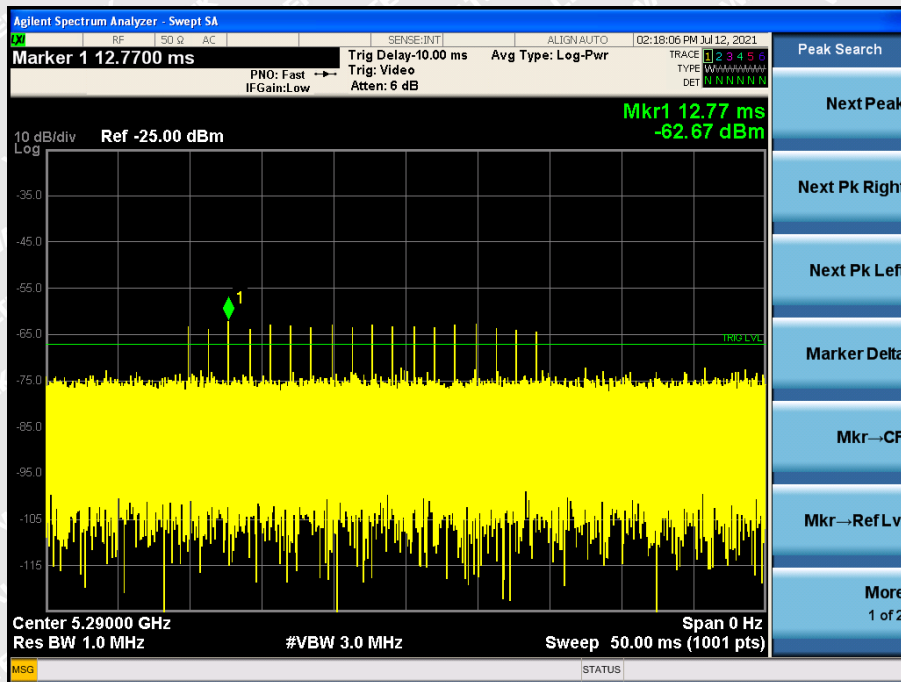 Agilent Spectrum Analyzer - Swept SA
LXI RF 50 Ω AC SENSE:INT ALIGNAUTO 02:18:06 PM Jul 12, 2021
Marker 1 12.7700 ms
PNO: Fast
IFGain:Low
Trig Delay-10.00 ms
Trig: Video
Atten: 6 dB
Avg Type: Log-Pwr
TRACE 1 2 3 4 5 6
TYPE WWWWWW
DET N N N N N N
Mkr1 12.77 ms
-62.67 dBm
10 dB/div Ref -25.00 dBm
Log
-35.0
-45.0
-55.0
1
-65.0
TRIG LVL
-75.0
-85.0
-95.0
-105
-115
Center 5.29000 GHz Span 0 Hz
Res BW 1.0 MHz #VBW 3.0 MHz Sweep 50.00 ms (1001 pts)
MSG STATUS
Peak Search
Next Peak
Next Pk Right
Next Pk Left
Marker Delta
Mkr→CF
Mkr→Ref Lv
More
1 of 2